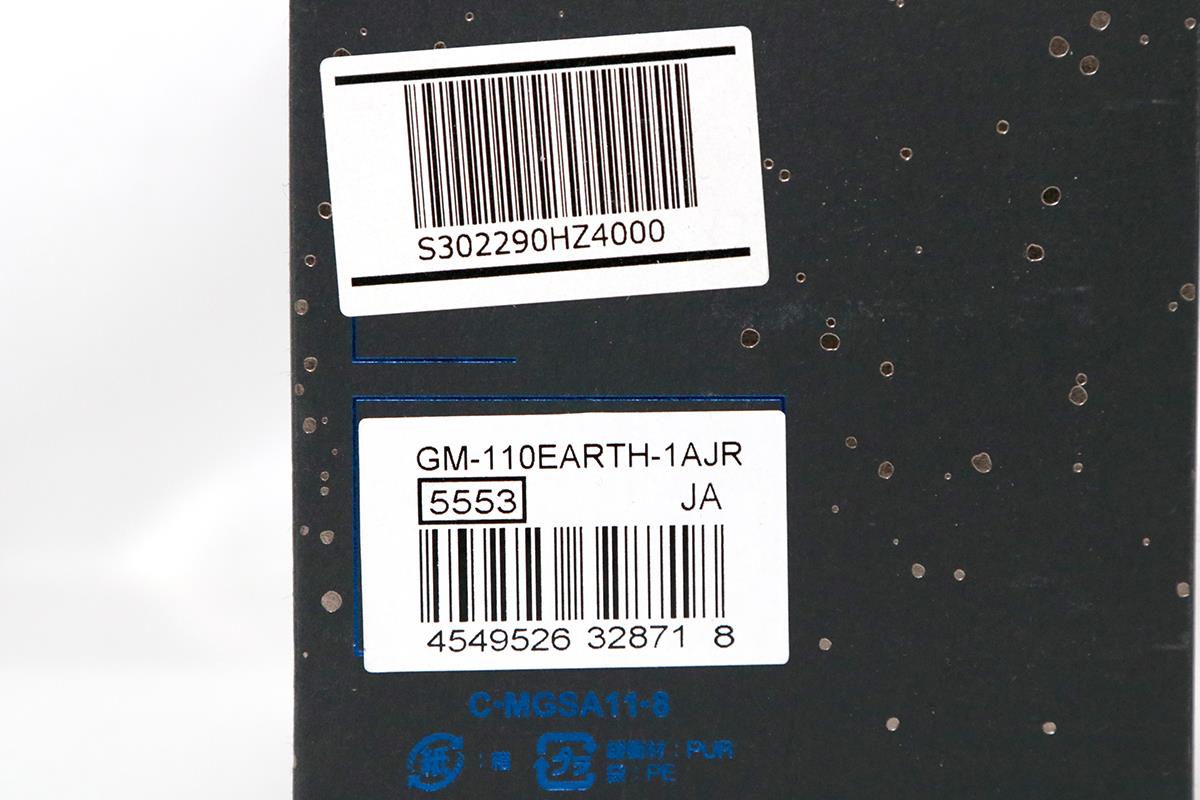 S302290HZ4000
GM-110EARTH-1AJR
5553 JA
4549526 32871 8
C-MGSA11-8
紙 : 箱
プラ 緩衝材 : PUR
袋 : PE